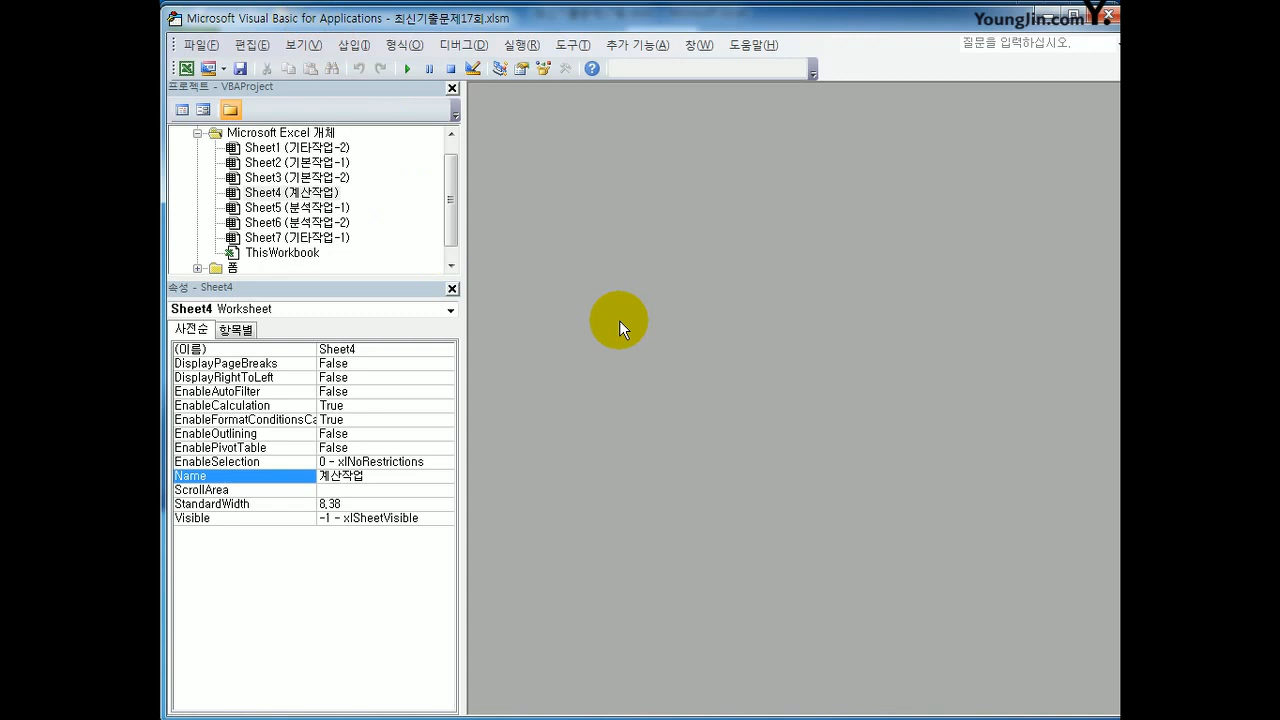 Microsoft Visual Basic for Applications - 최신기출문제17회.xlsm
YoungJin.com Y.
파일(F) 편집(E) 보기(V) 삽입(I) 형식(O) 디버그(D) 실행(R) 도구(T) 추가 기능(A) 창(W) 도움말(H)
질문을 입력하십시오.
프로젝트 - VBAProject
Microsoft Excel 개체
Sheet1 (기타작업-2)
Sheet2 (기본작업-1)
Sheet3 (기본작업-2)
Sheet4 (계산작업)
Sheet5 (분석작업-1)
Sheet6 (분석작업-2)
Sheet7 (기타작업-1)
ThisWorkbook
폼
속성 - Sheet4
Sheet4 Worksheet
사전순 항목별
(이름) Sheet4
DisplayPageBreaks False
DisplayRightToLeft False
EnableAutoFilter False
EnableCalculation True
EnableFormatConditionsCa True
EnableOutlining False
EnablePivotTable False
EnableSelection 0 - xlNoRestrictions
Name 계산작업
ScrollArea
StandardWidth 8.38
Visible -1 - xlSheetVisible